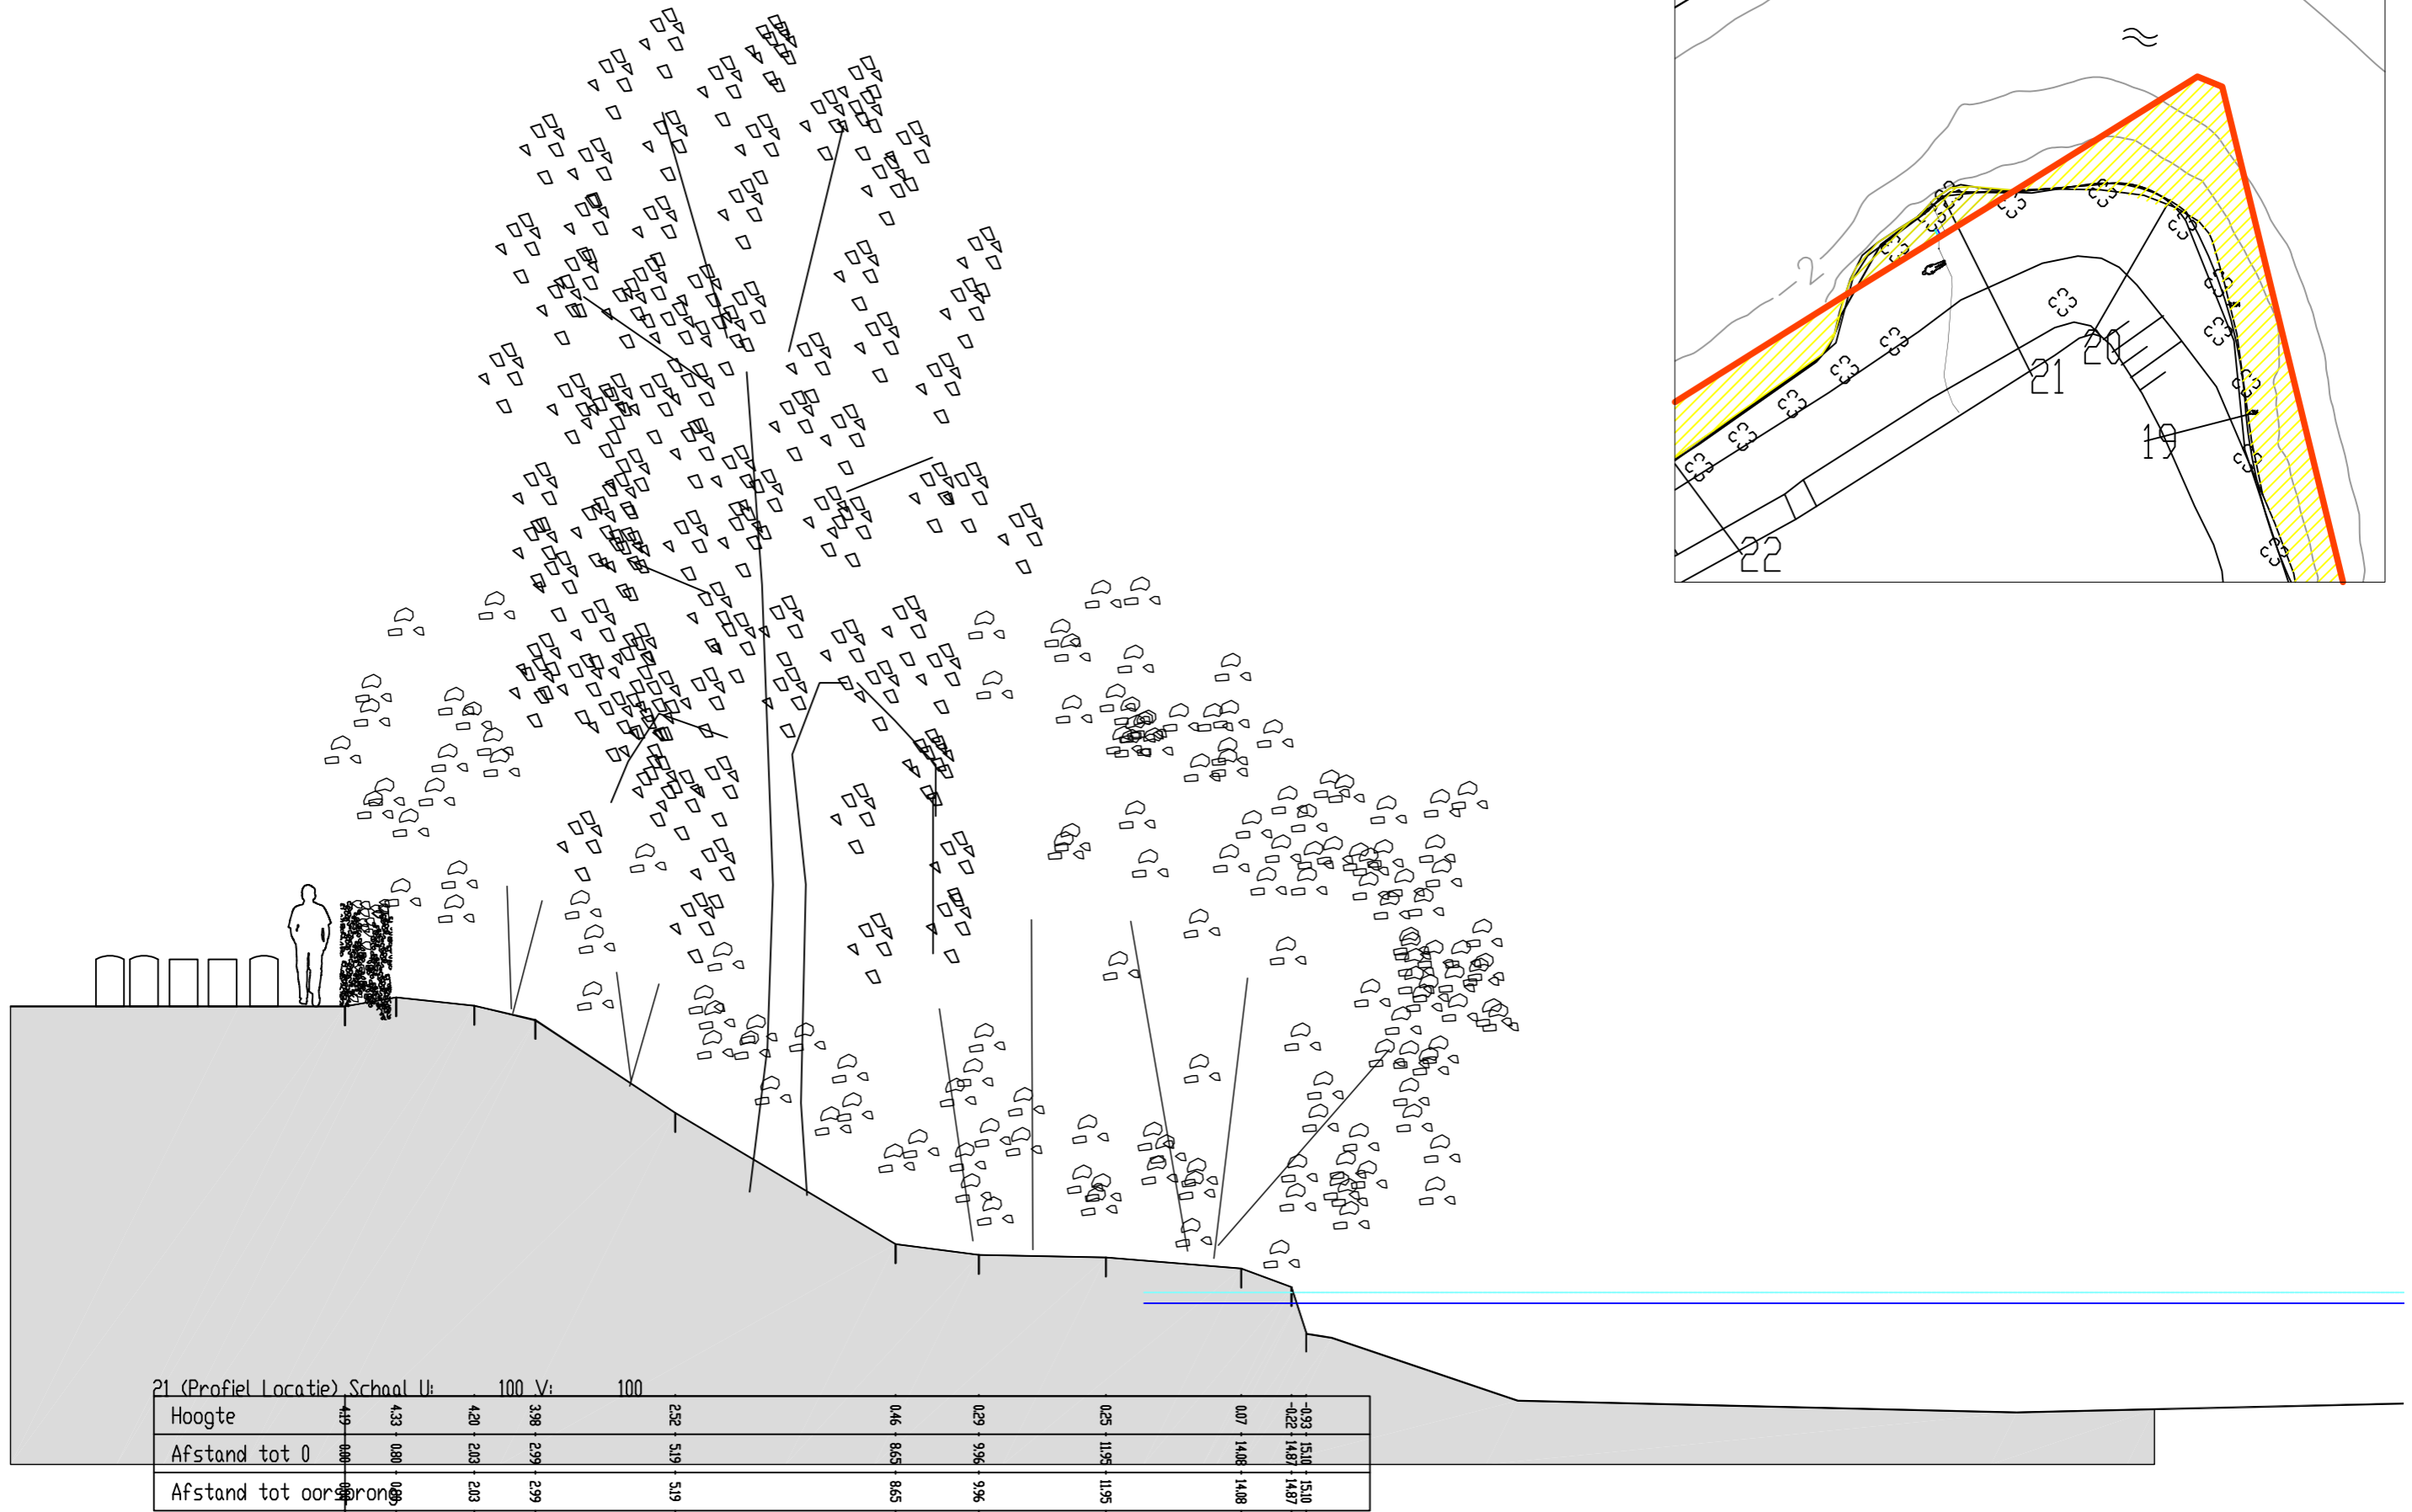 2
20
21
19
22
21 (Profiel Locatie) Schaal U: 100 V: 100
Hoogte 4.19 4.33 4.20 3.98 2.52 0.46 0.29 0.25 0.07 -0.22 -0.93
Afstand tot 0 0.00 0.80 2.03 2.99 5.19 8.65 9.96 11.95 14.08 14.87 15.10
Afstand tot oorsprong 2.03 2.99 5.19 8.65 9.96 11.95 14.08 14.87 15.10